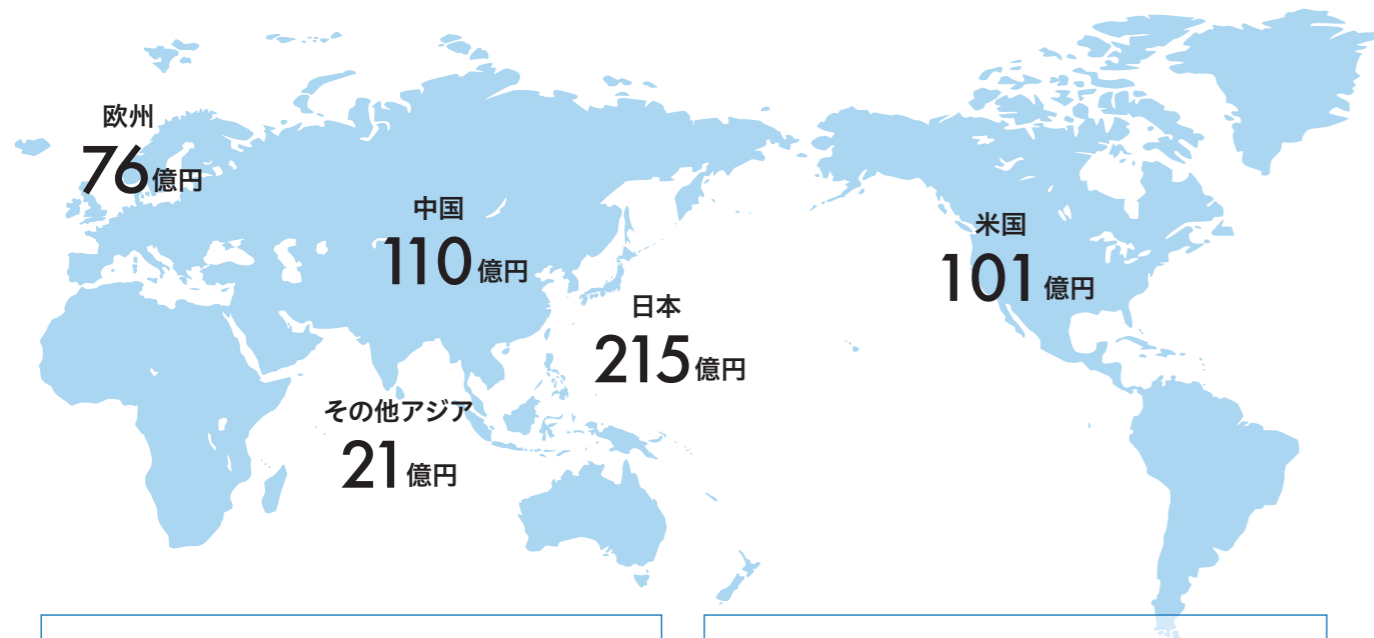 欧州
76億円
中国
110億円
米国
101億円
日本
215億円
その他アジア
21億円